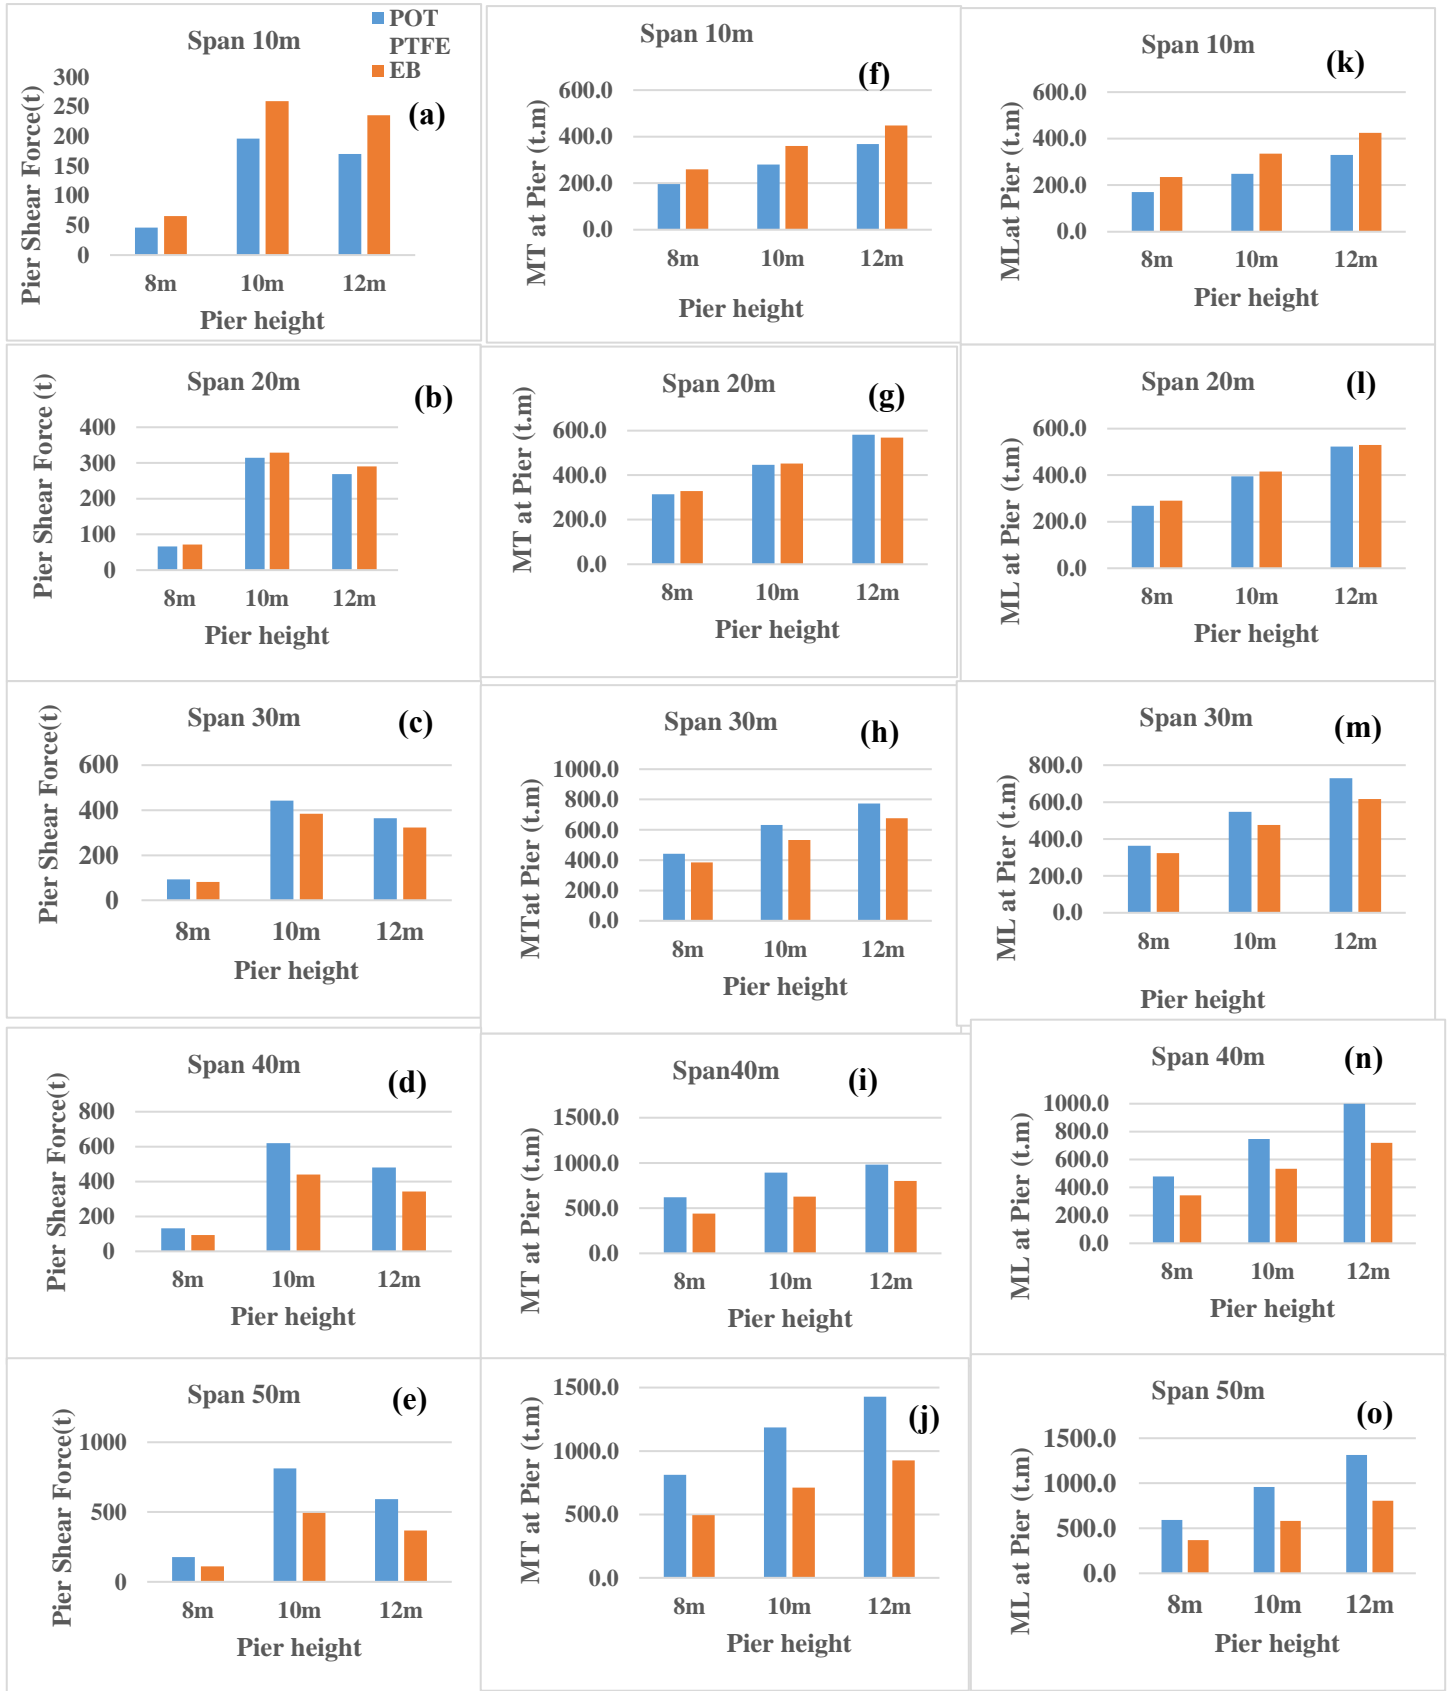 Span 10m
POT
PTFE
EB
(a)
Pier Shear Force(t)
300
250
200
150
100
50
0
8m 10m 12m
Pier height
Span 10m
(f)
MT at Pier (t.m)
600.0
400.0
200.0
0.0
8m 10m 12m
Pier height
Span 10m
(k)
MLat Pier (t.m)
600.0
400.0
200.0
0.0
8m 10m 12m
Pier height
Span 20m
(b)
Pier Shear Force (t)
400
300
200
100
0
8m 10m 12m
Pier height
Span 20m
(g)
MT at Pier (t.m)
600.0
400.0
200.0
0.0
8m 10m 12m
Pier height
Span 20m
(l)
ML at Pier (t.m)
600.0
400.0
200.0
0.0
8m 10m 12m
Pier height
Span 30m
(c)
Pier Shear Force(t)
600
400
200
0
8m 10m 12m
Pier height
Span 30m
(h)
MTat Pier (t.m)
1000.0
800.0
600.0
400.0
200.0
0.0
8m 10m 12m
Pier height
Span 30m
(m)
ML at Pier (t.m)
800.0
600.0
400.0
200.0
0.0
8m 10m 12m
Pier height
Span 40m
(d)
Pier Shear Force(t)
800
600
400
200
0
8m 10m 12m
Pier height
Span40m
(i)
MT at Pier (t.m)
1500.0
1000.0
500.0
0.0
8m 10m 12m
Pier height
Span 40m
(n)
ML at Pier (t.m)
1000.0
800.0
600.0
400.0
200.0
0.0
8m 10m 12m
Pier height
Span 50m
(e)
Pier Shear Force(t)
1000
500
0
8m 10m 12m
Pier height
(j)
MT at Pier (t.m)
1500.0
1000.0
500.0
0.0
8m 10m 12m
Pier height
Span 50m
(o)
ML at Pier (t.m)
1500.0
1000.0
500.0
0.0
8m 10m 12m
Pier height